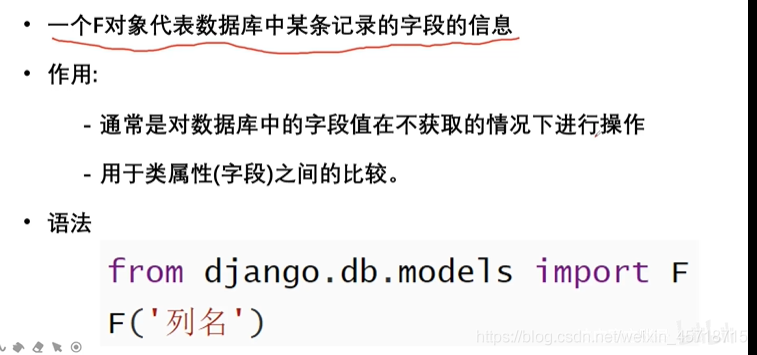 • 一个F对象代表数据库中某条记录的字段的信息
• 作用:
- 通常是对数据库中的字段值在不获取的情况下进行操作
- 用于类属性(字段)之间的比较。
• 语法
from django.db.models import F
F('列名')
https://blog.csdn.net/weixin_45718715